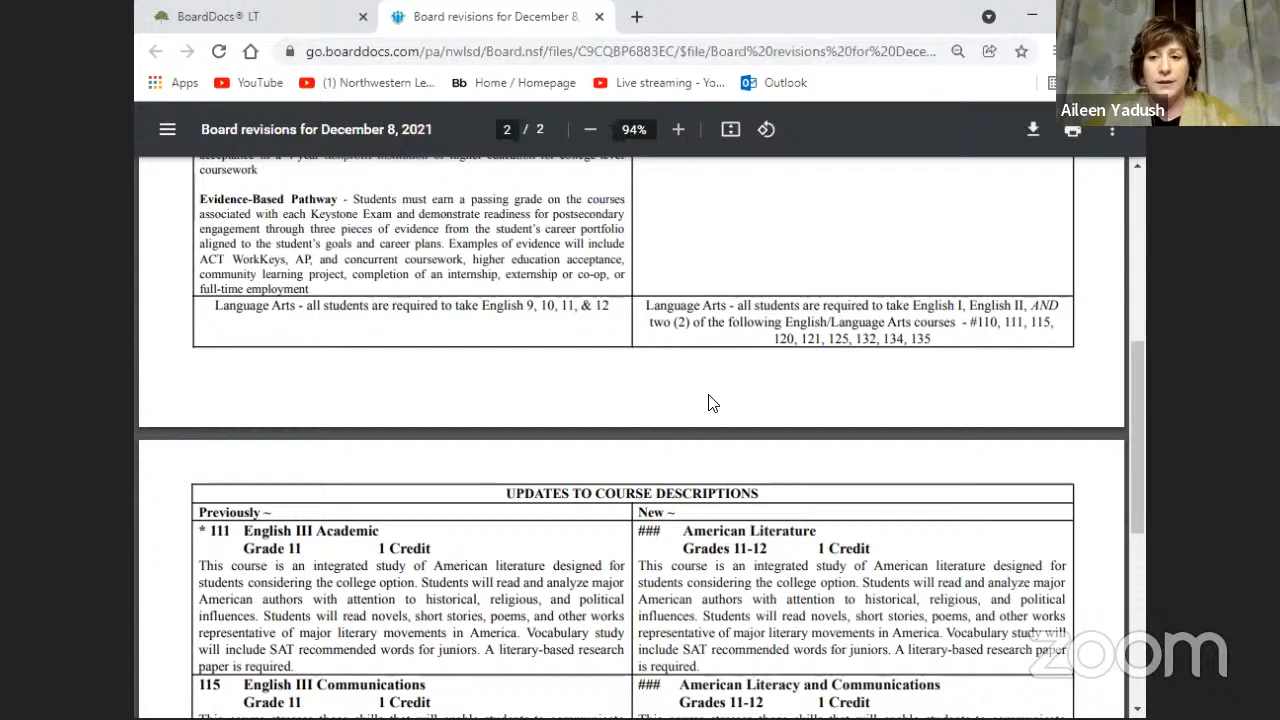 BoardDocs® LT
Board revisions for December 8,
go.boarddocs.com/pa/nwlsd/Board.nsf/files/C9CQBP6883EC/$file/Board%20revisions%20for%20Dece...
Apps YouTube (1) Northwestern Le... Bb Home / Homepage Live streaming - Yo... Outlook
Aileen Yadush
Board revisions for December 8, 2021 2 / 2 94%
coursework
Evidence-Based Pathway - Students must earn a passing grade on the courses
associated with each Keystone Exam and demonstrate readiness for postsecondary
engagement through three pieces of evidence from the student's career portfolio
aligned to the student's goals and career plans. Examples of evidence will include
ACT WorkKeys, AP, and concurrent coursework, higher education acceptance,
community learning project, completion of an internship, externship or co-op, or
full-time employment
Language Arts - all students are required to take English 9, 10, 11, & 12
Language Arts - all students are required to take English I, English II, AND
two (2) of the following English/Language Arts courses - #110, 111, 115,
120, 121, 125, 132, 134, 135
UPDATES TO COURSE DESCRIPTIONS
Previously ~
* 111 English III Academic
Grade 11 1 Credit
This course is an integrated study of American literature designed for
students considering the college option. Students will read and analyze major
American authors with attention to historical, religious, and political
influences. Students will read novels, short stories, poems, and other works
representative of major literary movements in America. Vocabulary study
will include SAT recommended words for juniors. A literary-based research
paper is required.
115 English III Communications
Grade 11 1 Credit
New ~
### American Literature
Grades 11-12 1 Credit
This course is an integrated study of American literature designed for
students considering the college option. Students will read and analyze major
American authors with attention to historical, religious, and political
influences. Students will read novels, short stories, poems, and other works
representative of major literary movements in America. Vocabulary study will
include SAT recommended words for juniors. A literary-based research paper
is required.
### American Literacy and Communications
Grades 11-12 1 Credit
zoom